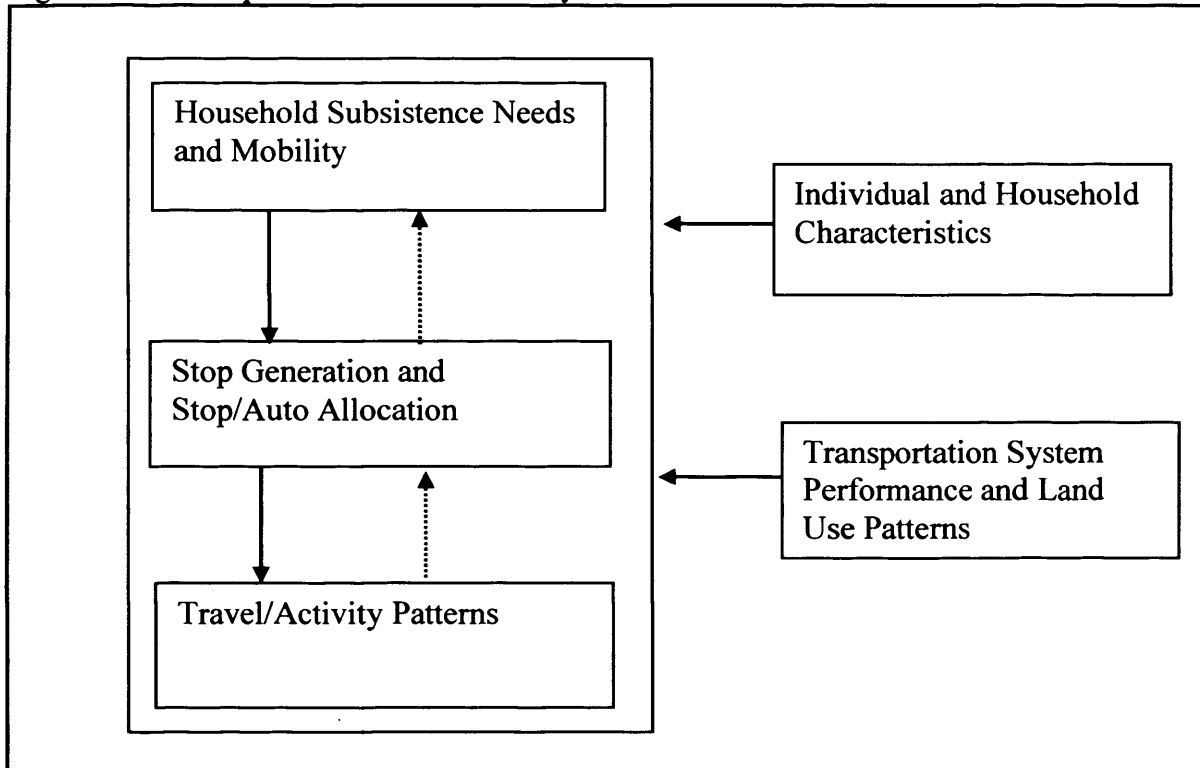 Household Subsistence Needs
and Mobility
Individual and Household
Characteristics
Stop Generation and
Stop/Auto Allocation
Transportation System
Performance and Land
Use Patterns
Travel/Activity Patterns